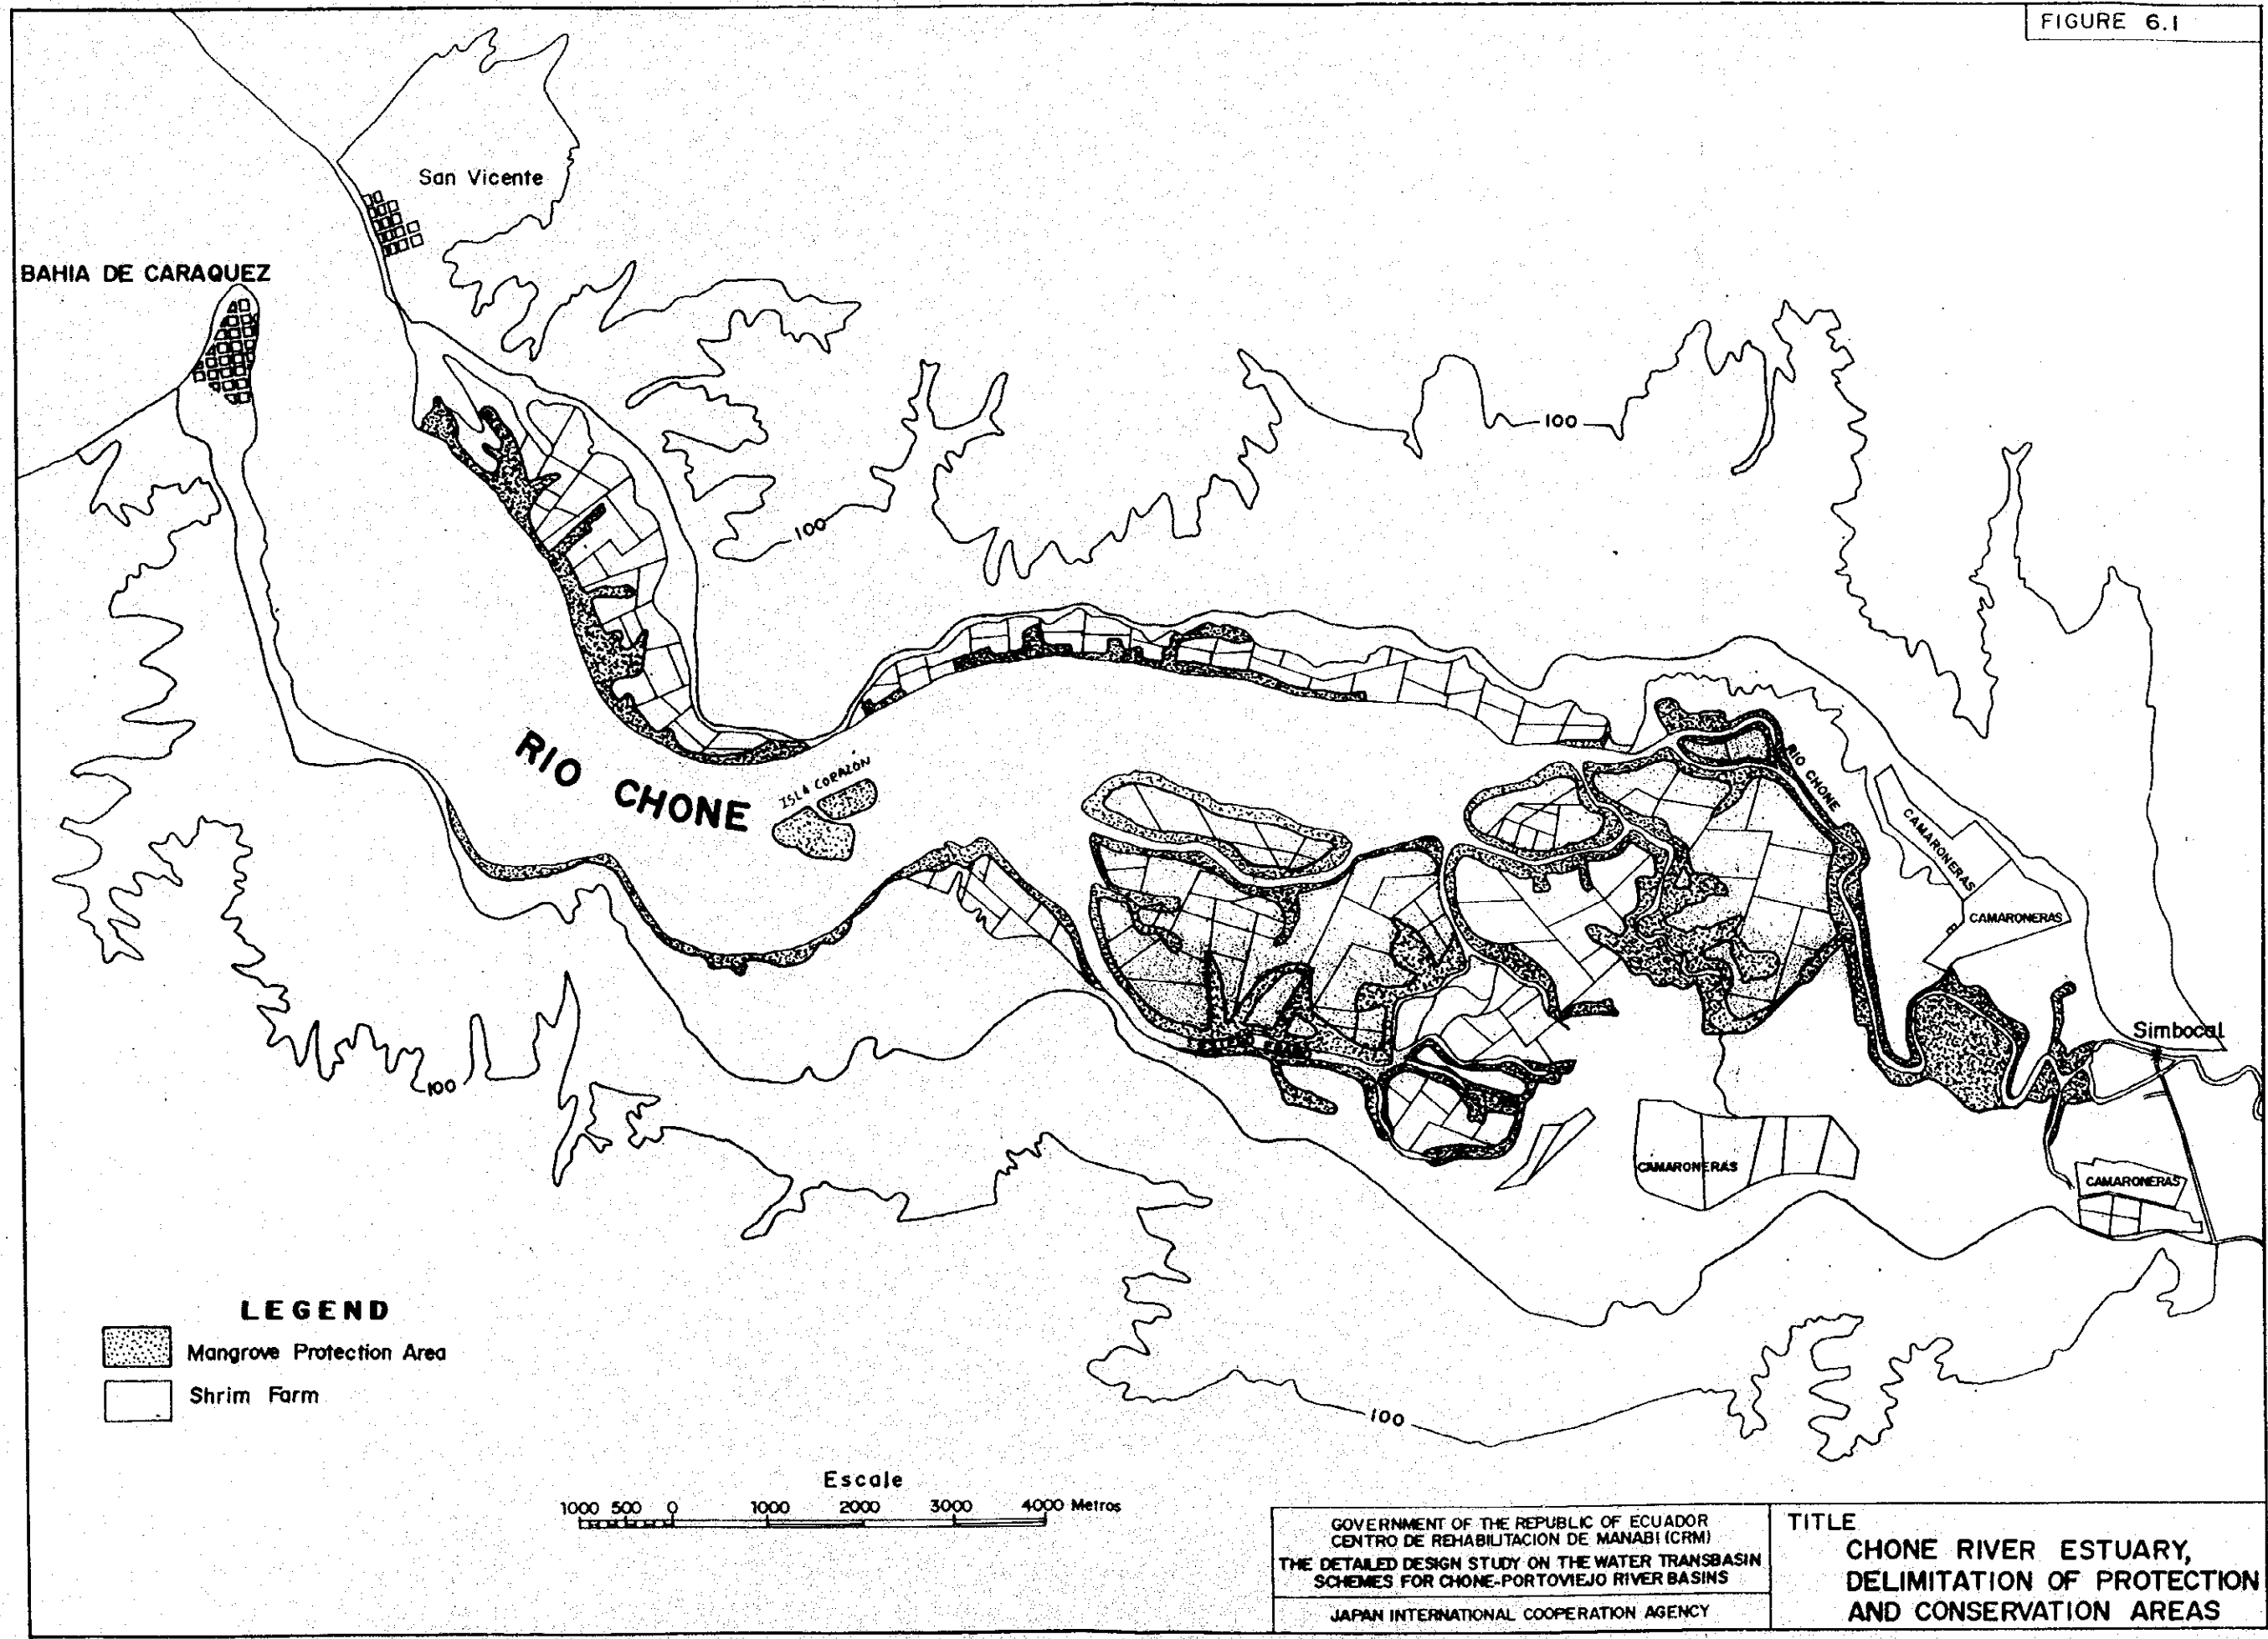 FIGURE 6.1
San Vicente
BAHIA DE CARAQUEZ
100
100
RIO CHONE
ISLA CORAZON
RIO CHONE
CAMARONERAS
CAMARONERAS
Simbocal
100
CAMARONERAS
CAMARONERAS
100
LEGEND
Mangrove Protection Area
Shrim Farm
Escale
1000 500 0 1000 2000 3000 4000 Metros
GOVERNMENT OF THE REPUBLIC OF ECUADOR
CENTRO DE REHABILITACION DE MANABI (CRM)
THE DETAILED DESIGN STUDY ON THE WATER TRANSBASIN
SCHEMES FOR CHONE-PORTOVIEJO RIVER BASINS
JAPAN INTERNATIONAL COOPERATION AGENCY
TITLE
CHONE RIVER ESTUARY,
DELIMITATION OF PROTECTION
AND CONSERVATION AREAS